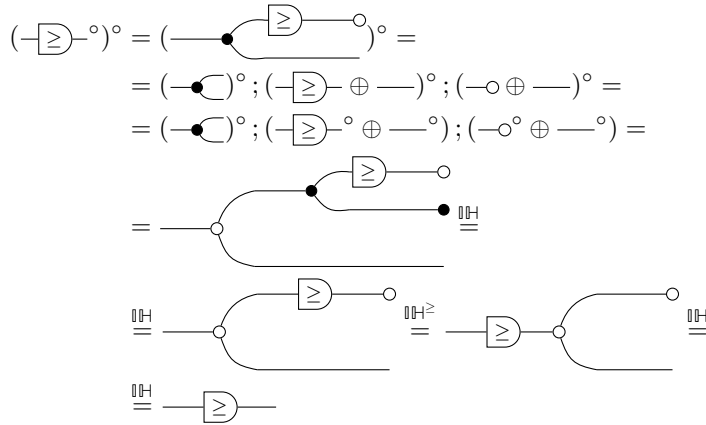 (≥°)° = ( ≥ )° =
= ( )° ; ( ≥ ⊕ )° ; ( ⊕ )° =
= ( )° ; ( ≥ ° ⊕ ° ) ; ( ° ⊕ ° ) =
= ≥ 𝕀ℍ =
𝕀ℍ = ≥ 𝕀ℍ≥ = ≥ 𝕀ℍ =
𝕀ℍ = ≥